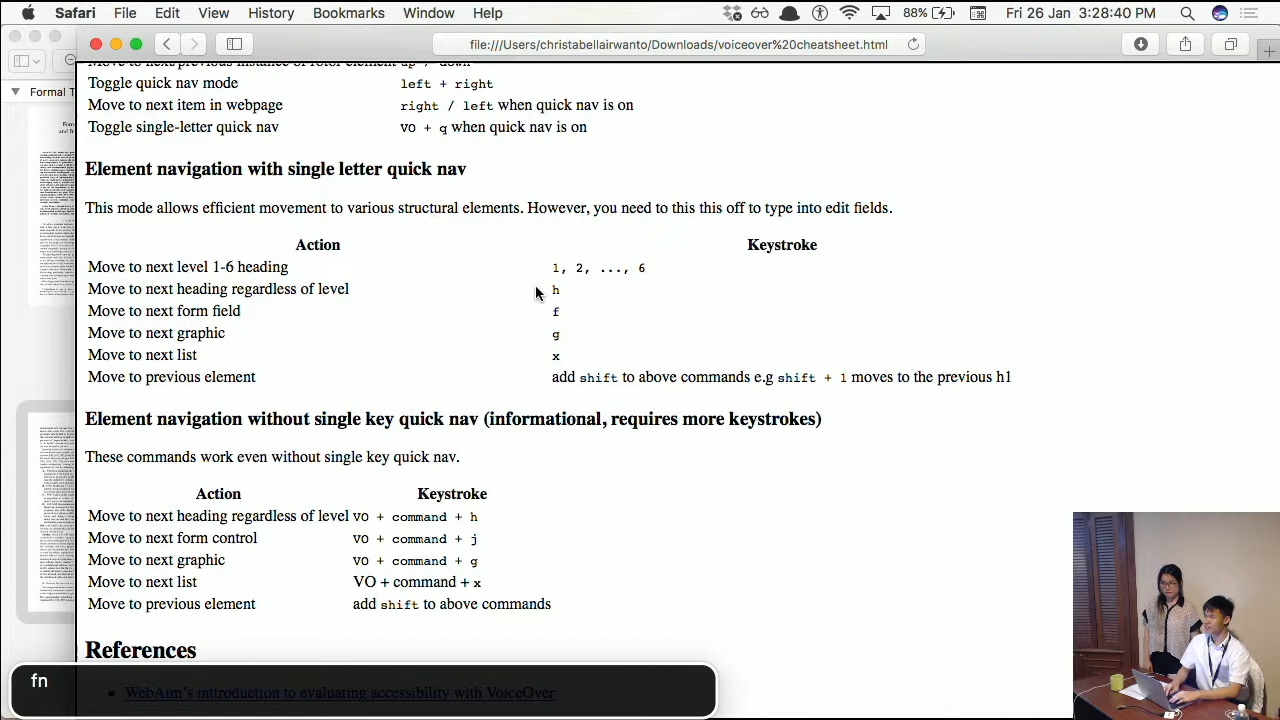 Safari File Edit View History Bookmarks Window Help 88% Fri 26 Jan 3:28:40 PM
file:///Users/christabellairwanto/Downloads/voiceover%20cheatsheet.html
Formal T
Move to next/previous instance of rotor element up / down
Toggle quick nav mode left + right
Move to next item in webpage right / left when quick nav is on
Toggle single-letter quick nav vo + q when quick nav is on
Element navigation with single letter quick nav
This mode allows efficient movement to various structural elements. However, you need to this this off to type into edit fields.
Action Keystroke
Move to next level 1-6 heading 1, 2, ..., 6
Move to next heading regardless of level h
Move to next form field f
Move to next graphic g
Move to next list x
Move to previous element add shift to above commands e.g shift + 1 moves to the previous h1
Element navigation without single key quick nav (informational, requires more keystrokes)
These commands work even without single key quick nav.
Action Keystroke
Move to next heading regardless of level vo + command + h
Move to next form control vo + command + j
Move to next graphic vo + command +
Move to next list VO + command + x
Move to previous element add shift to above commands
References
fn
WebAim's introduction to evaluating accessibility with VoiceOver